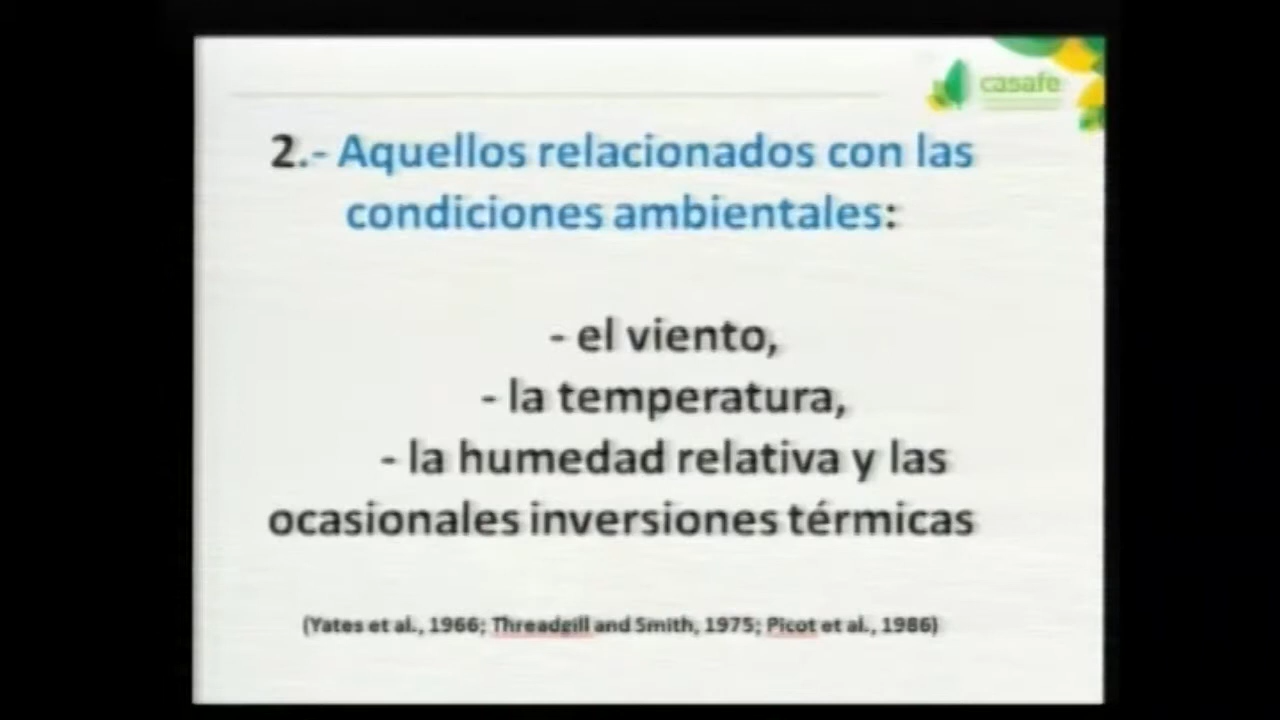 casafe
2.- Aquellos relacionados con las
condiciones ambientales:
- el viento,
- la temperatura,
- la humedad relativa y las
ocasionales inversiones térmicas
(Yates et al., 1966; Threadgill and Smith, 1975; Picot et al., 1986)